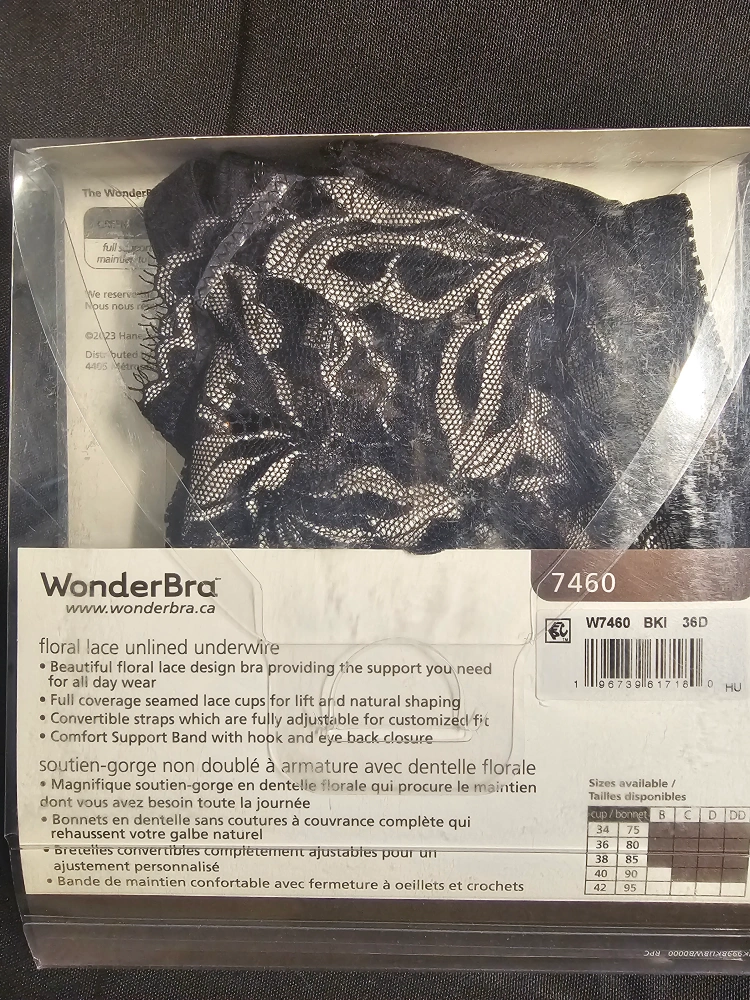 The WonderB
full support
We reserve
Nous nous rés
©2023 Hanes
Distributed b
4405 Métropo
WonderBra
www.wonderbra.ca
7460
W7460 BKI 36D
1 96739 61718 0
HU
floral lace unlined underwire
• Beautiful floral lace design bra providing the support you need
for all day wear
• Full coverage seamed lace cups for lift and natural shaping
• Convertible straps which are fully adjustable for customized fit
• Comfort Support Band with hook and eye back closure
soutien-gorge non doublé à armature avec dentelle florale
• Magnifique soutien-gorge en dentelle florale qui procure le maintien
dont vous avez besoin toute la journée
• Bonnets en dentelle sans coutures à couvrance complète qui
rehaussent votre galbe naturel
• Bretelles convertibles complètement ajustables pour un
ajustement personnalisé
• Bande de maintien confortable avec fermeture à oeillets et crochets
Sizes available /
Tailles disponibles
cup / bonnet B C D DD
34 75
36 80
38 85
40 90
42 95
RPC